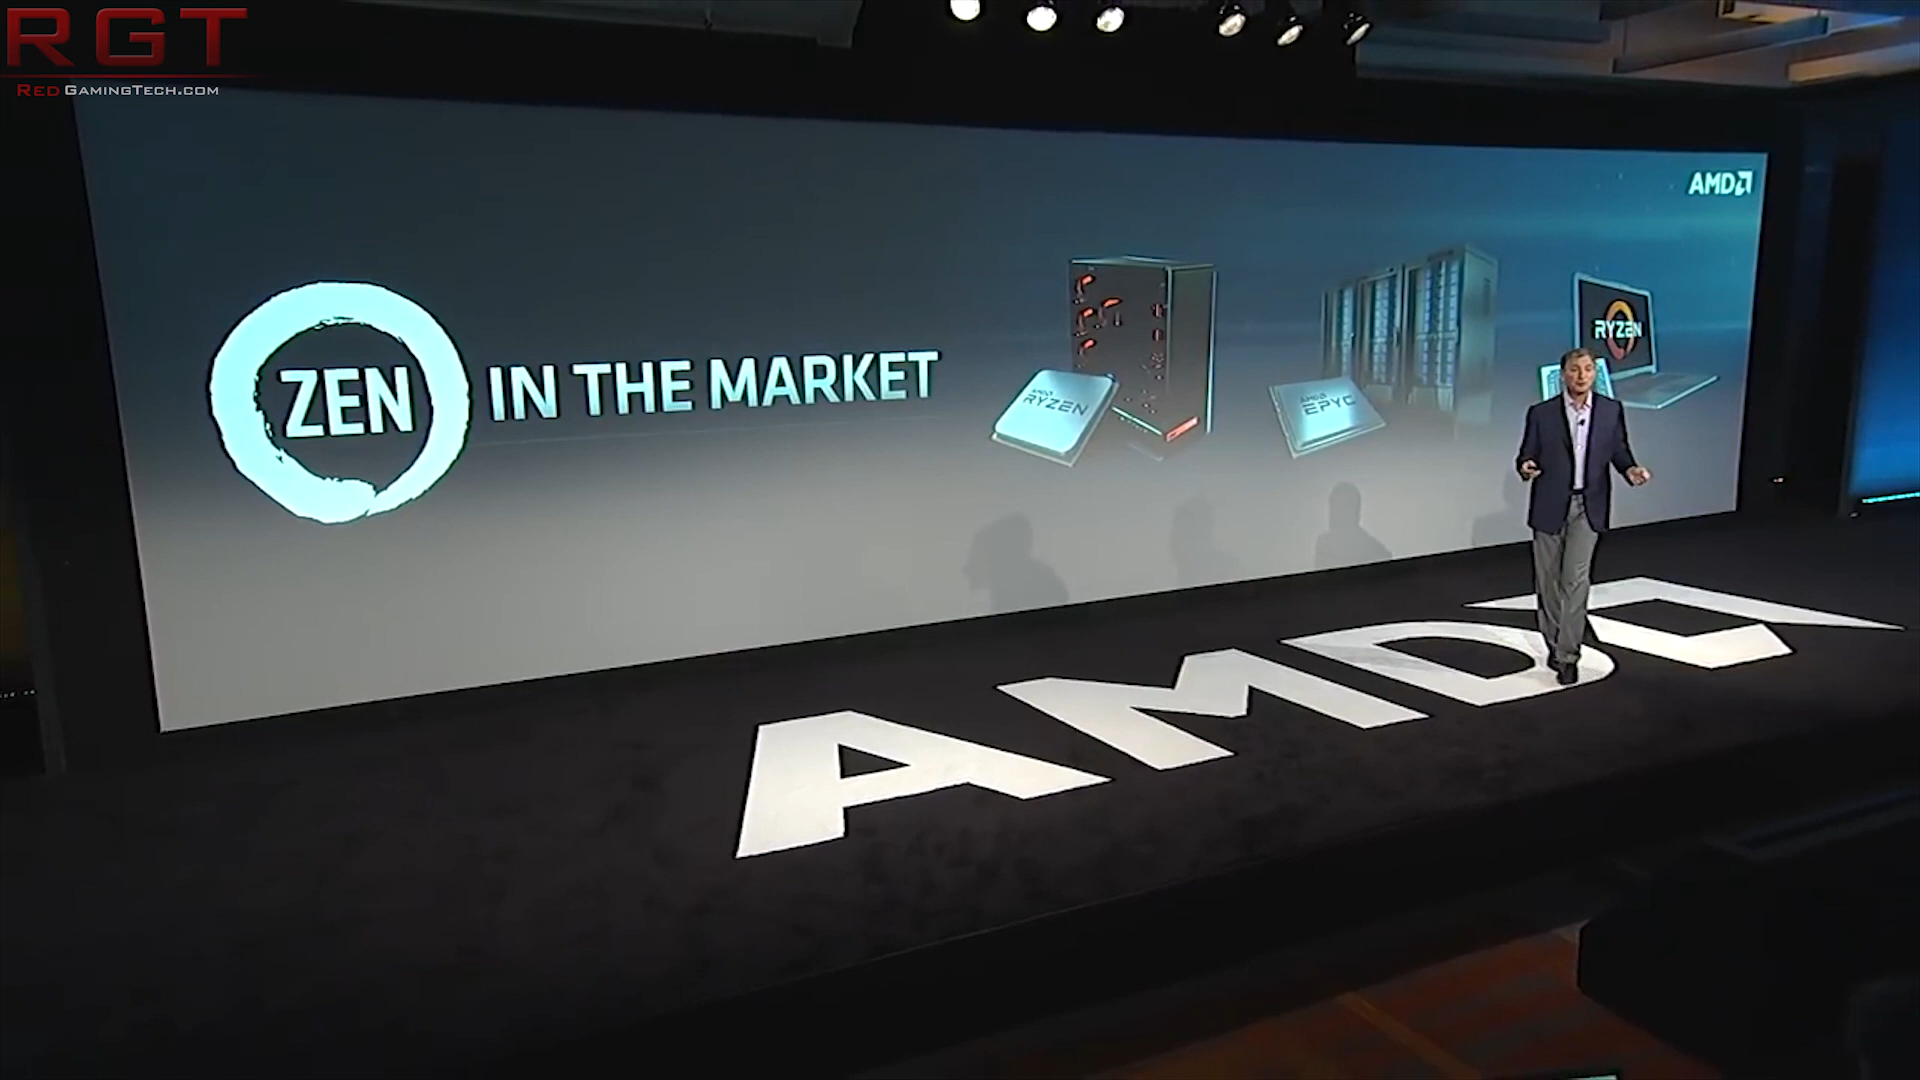 RGT
RedGamingTech.com
AMD
ZEN IN THE MARKET
RYZEN
AMD
RYZEN
AMD
EPYC
AMD